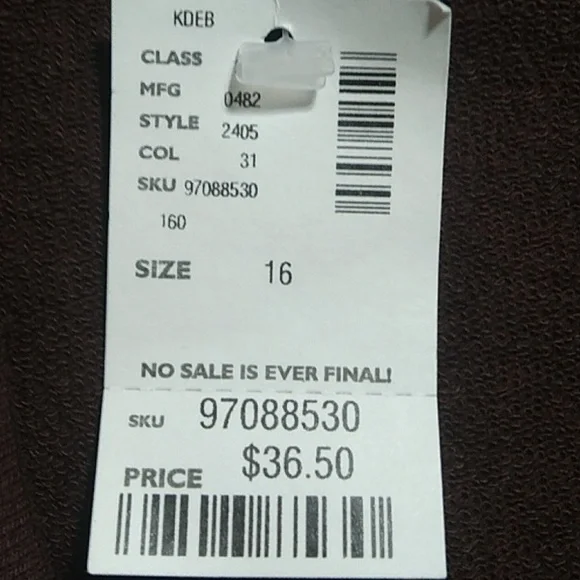 KDEB
CLASS
MFG 0482
STYLE 2405
COL 31
SKU 97088530
160
SIZE 16
NO SALE IS EVER FINAL!
SKU 97088530
PRICE $36.50